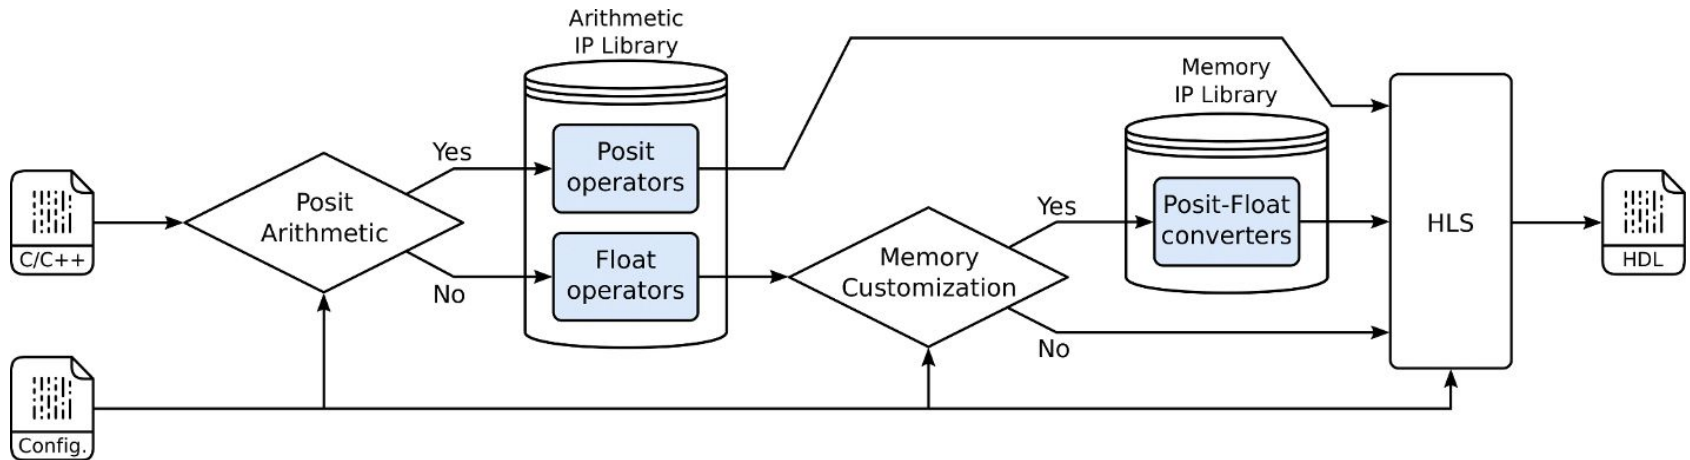 Arithmetic
IP Library
Memory
IP Library
Yes
Posit
operators
Posit
Arithmetic
Yes
Posit-Float
converters
HLS
C/C++
HDL
No
Float
operators
Memory
Customization
No
Config.